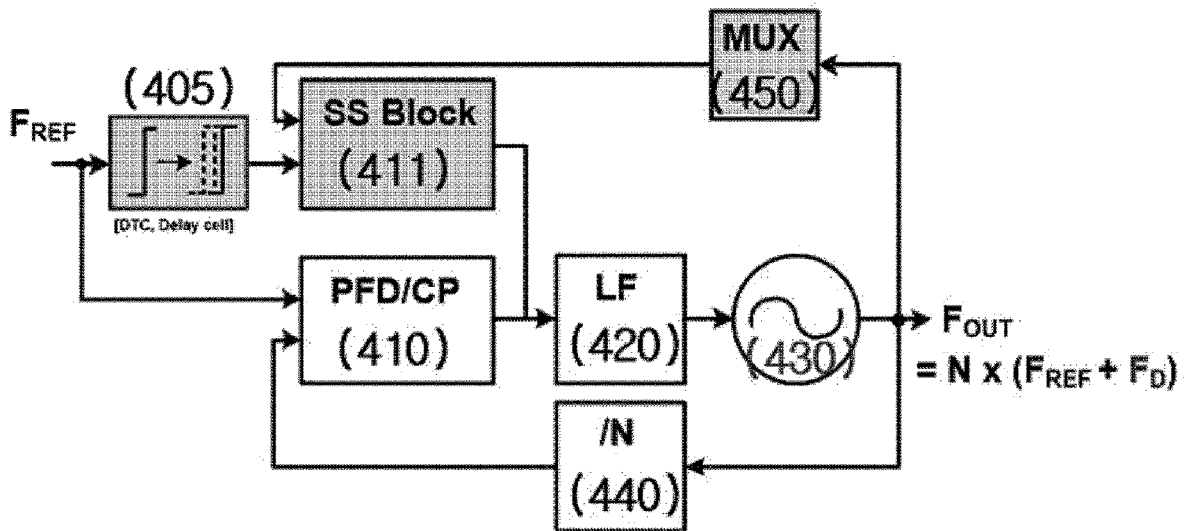 MUX
(450)
(405)
F_REF
SS Block
(411)
[DTC, Delay cell]
PFD/CP
(410)
LF
(420)
(430)
F_OUT
= N x (F_REF + F_D)
/N
(440)